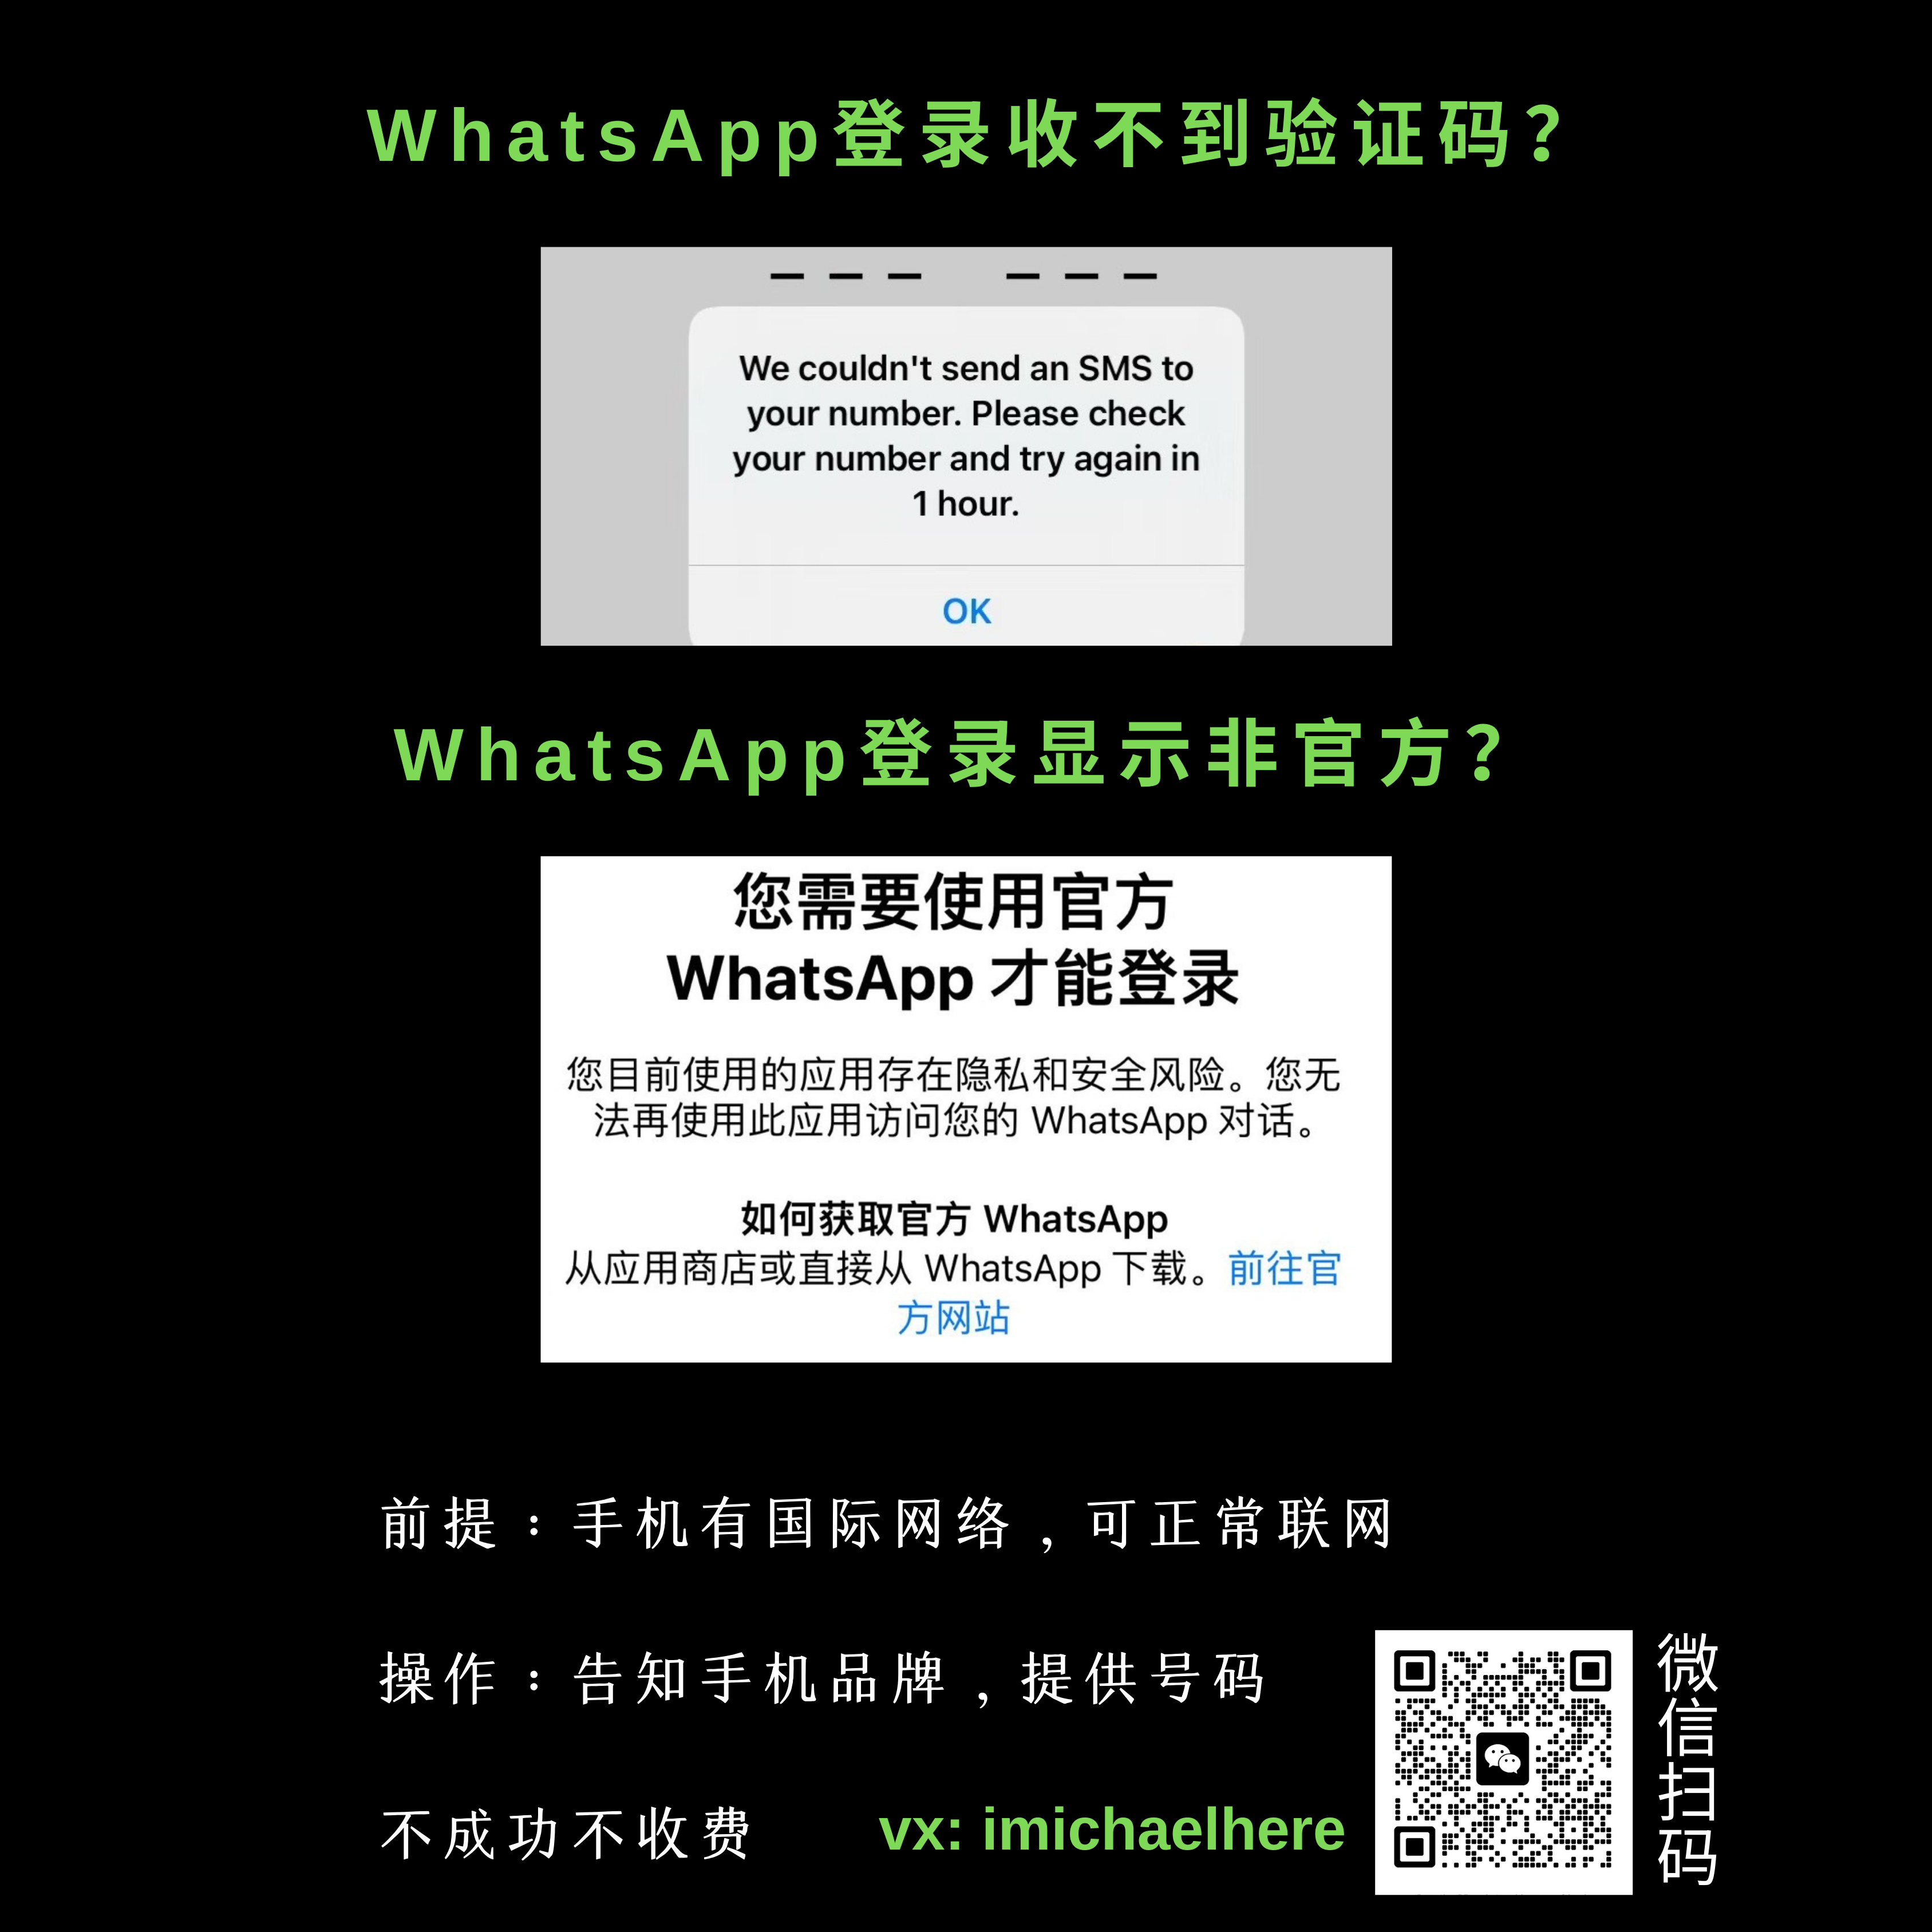 WhatsApp登录收不到验证码?
We couldn't send an SMS to
your number. Please check
your number and try again in
1 hour.
OK
WhatsApp登录显示非官方?
您需要使用官方
WhatsApp 才能登录
您目前使用的应用存在隐私和安全风险。您无
法再使用此应用访问您的 WhatsApp 对话。
如何获取官方 WhatsApp
从应用商店或直接从 WhatsApp 下载。前往官
方网站
前提：手机有国际网络，可正常联网
操作：告知手机品牌，提供号码
不成功不收费
vx: imichaelhere
微信扫码